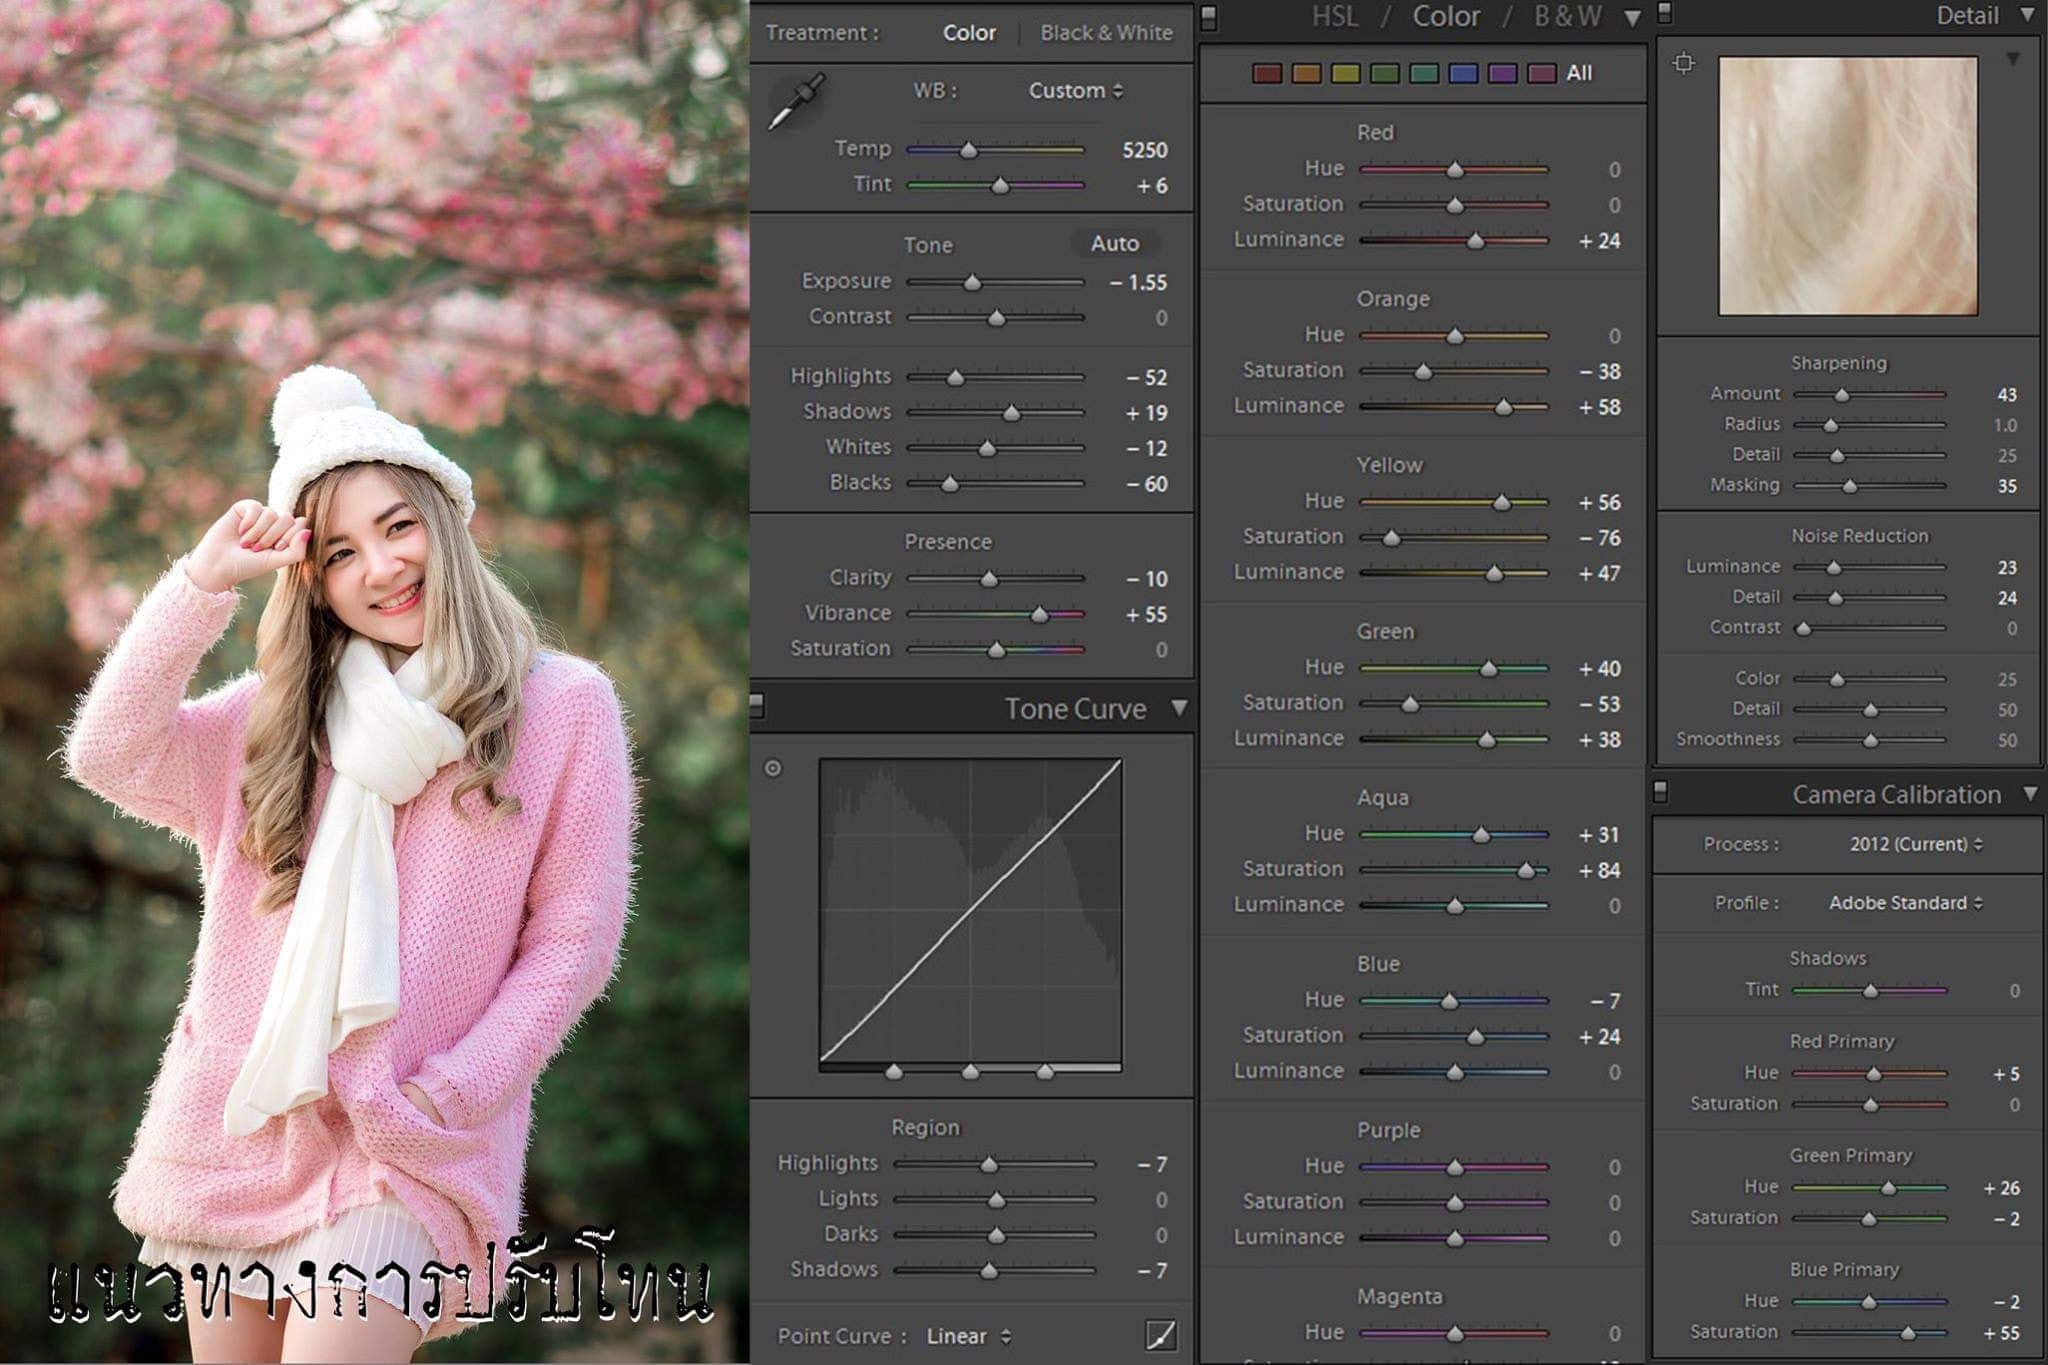 แนวทางการปรับโทน
Treatment : Color Black & White
WB : Custom
Temp 5250
Tint + 6
Tone Auto
Exposure − 1.55
Contrast 0
Highlights − 52
Shadows + 19
Whites − 12
Blacks − 60
Presence
Clarity − 10
Vibrance + 55
Saturation 0
Tone Curve
Region
Highlights − 7
Lights 0
Darks 0
Shadows − 7
Point Curve : Linear
HSL / Color / B & W
All
Red
Hue 0
Saturation 0
Luminance + 24
Orange
Hue 0
Saturation − 38
Luminance + 58
Yellow
Hue + 56
Saturation − 76
Luminance + 47
Green
Hue + 40
Saturation − 53
Luminance + 38
Aqua
Hue + 31
Saturation + 84
Luminance 0
Blue
Hue − 7
Saturation + 24
Luminance 0
Purple
Hue 0
Saturation 0
Luminance 0
Magenta
Hue 0
Detail
Sharpening
Amount 43
Radius 1.0
Detail 25
Masking 35
Noise Reduction
Luminance 23
Detail 24
Contrast 0
Color 25
Detail 50
Smoothness 50
Camera Calibration
Process : 2012 (Current)
Profile : Adobe Standard
Shadows
Tint 0
Red Primary
Hue + 5
Saturation 0
Green Primary
Hue + 26
Saturation − 2
Blue Primary
Hue − 2
Saturation + 55